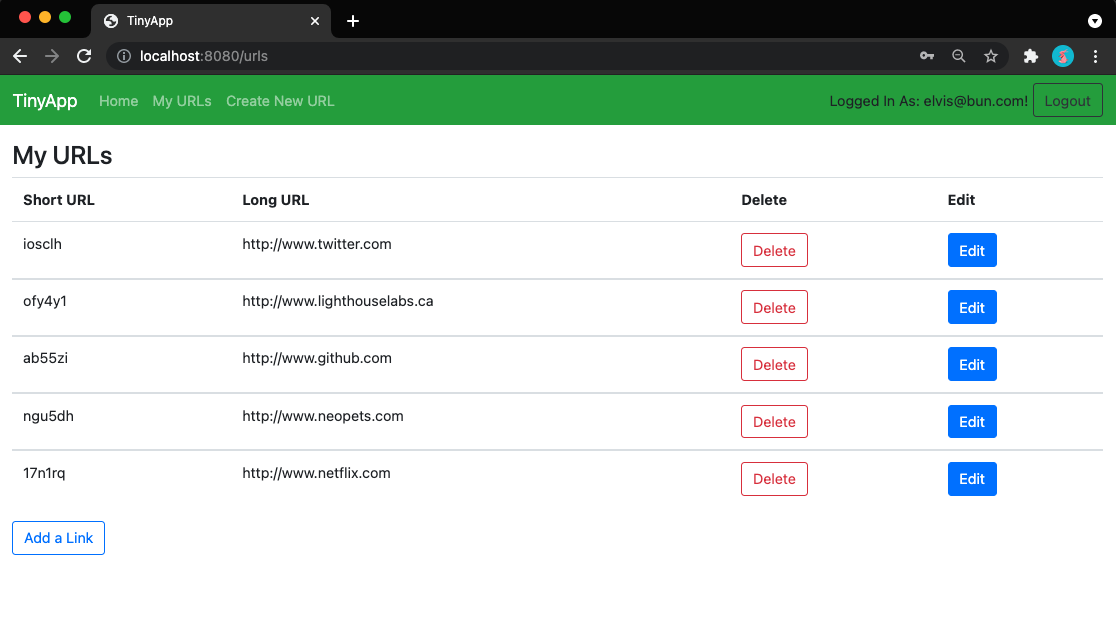 TinyApp
localhost:8080/urls
TinyApp Home My URLs Create New URL Logged In As: elvis@bun.com! Logout
My URLs
Short URL Long URL Delete Edit
iosclh http://www.twitter.com Delete Edit
ofy4y1 http://www.lighthouselabs.ca Delete Edit
ab55zi http://www.github.com Delete Edit
ngu5dh http://www.neopets.com Delete Edit
17n1rq http://www.netflix.com Delete Edit
Add a Link